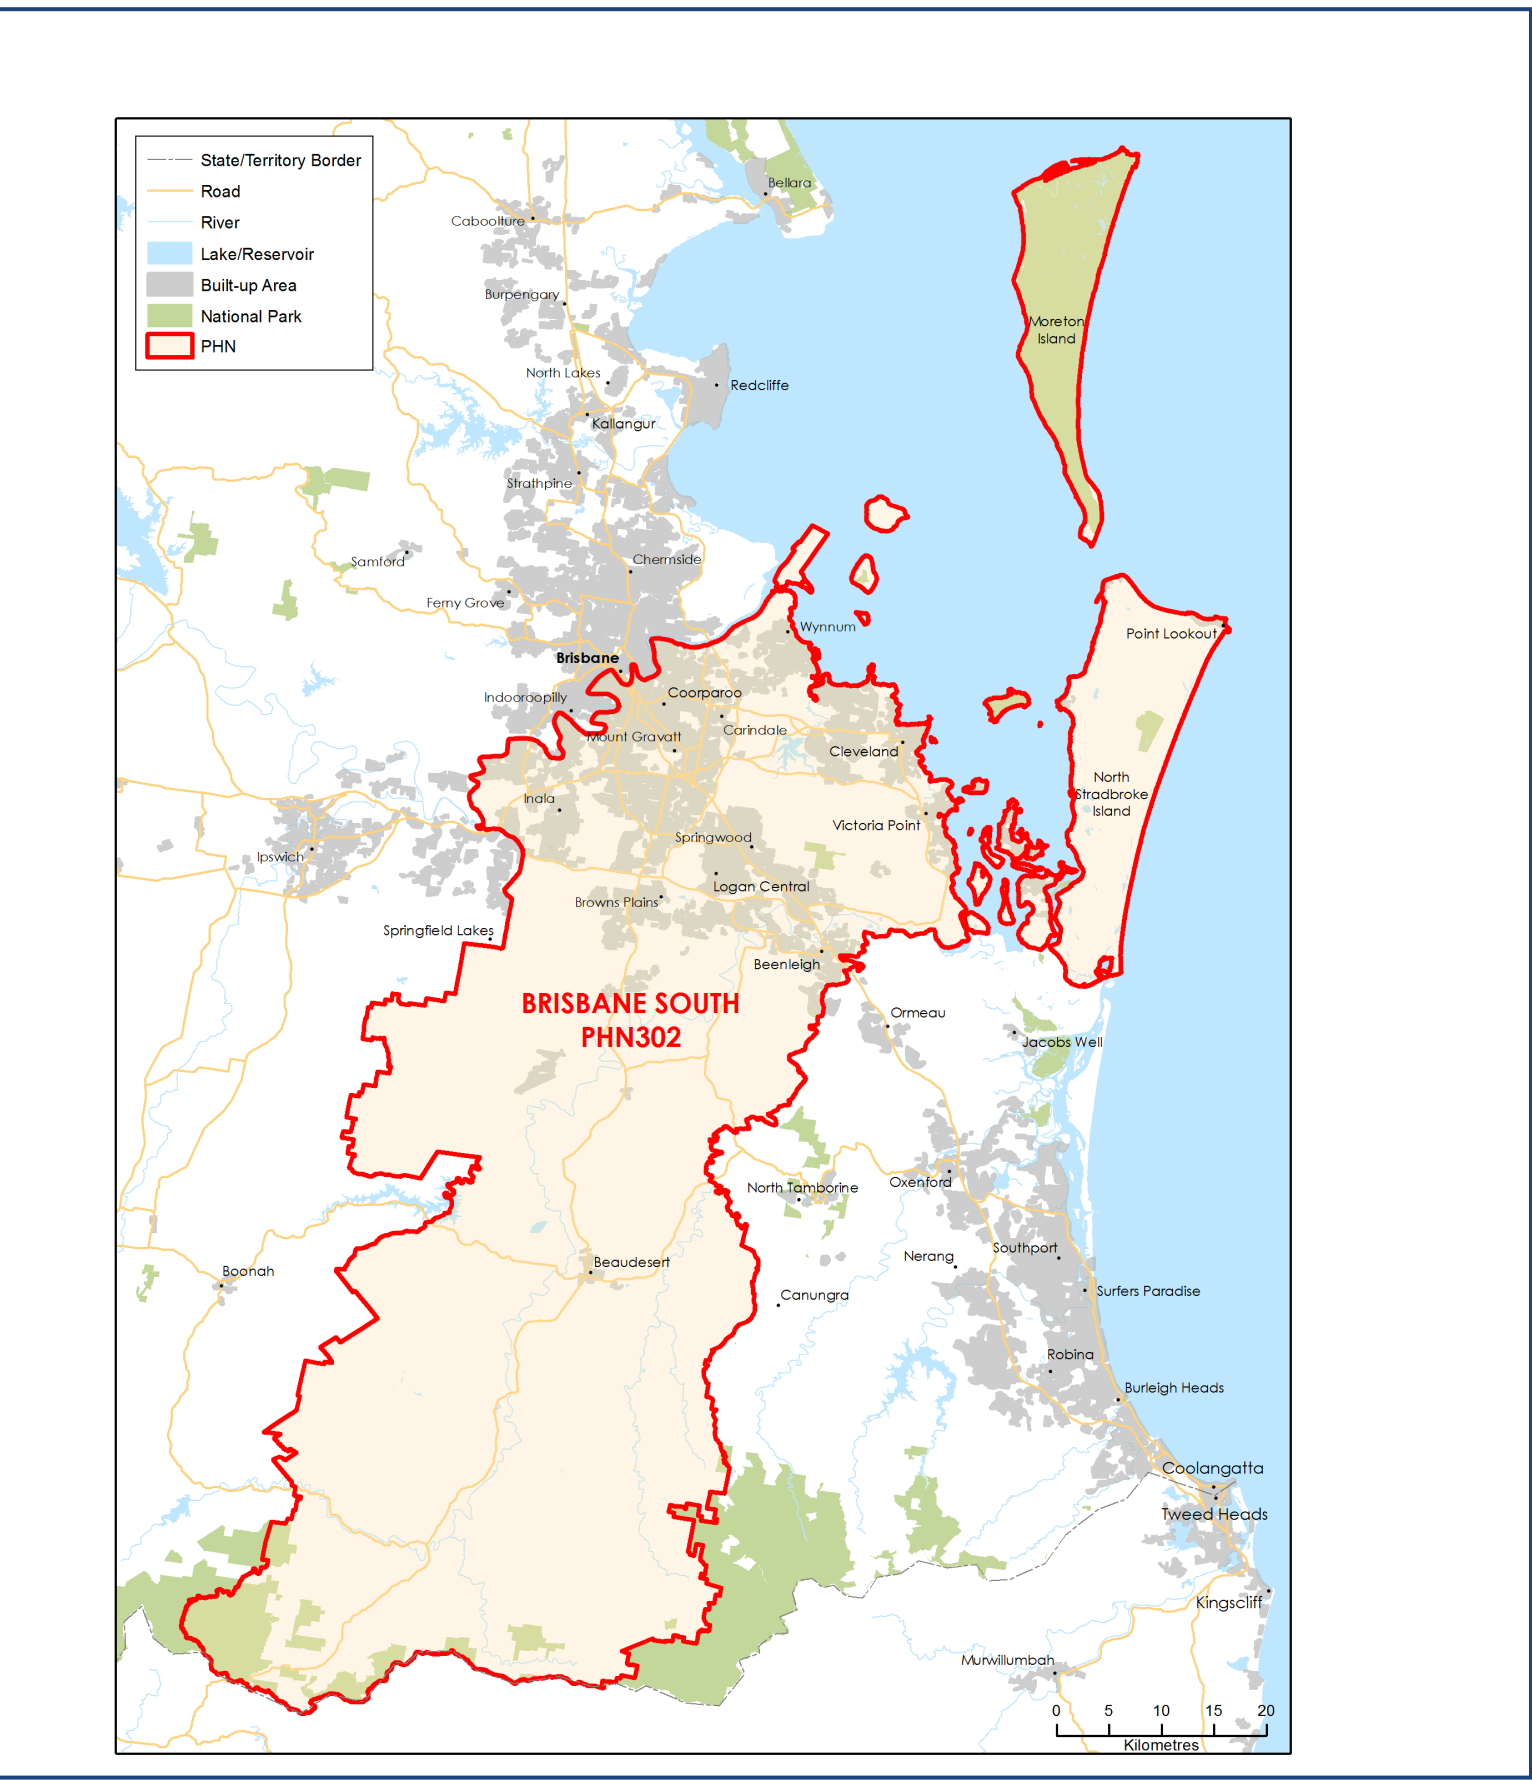 State/Territory Border
Road
River
Lake/Reservoir
Built-up Area
National Park
PHN
Bellara
Caboolture
Burpengary
Moreton
Island
North Lakes
Redcliffe
Kallangur
Strathpine
Samford
Chermside
Ferny Grove
Wynnum
Point Lookout
Brisbane
Indooroopilly
Coorparoo
Carindale
Mount Gravatt
Cleveland
North
Stradbroke
Island
Inala
Victoria Point
Springwood
Ipswich
Logan Central
Browns Plains
Springfield Lakes
Beenleigh
BRISBANE SOUTH
PHN302
Ormeau
Jacobs Well
North Tamborine
Oxenford
Southport
Nerang
Beaudesert
Boonah
Surfers Paradise
Canungra
Robina
Burleigh Heads
Coolangatta
Tweed Heads
Kingscliff
Murwillumbah
0 5 10 15 20
Kilometres